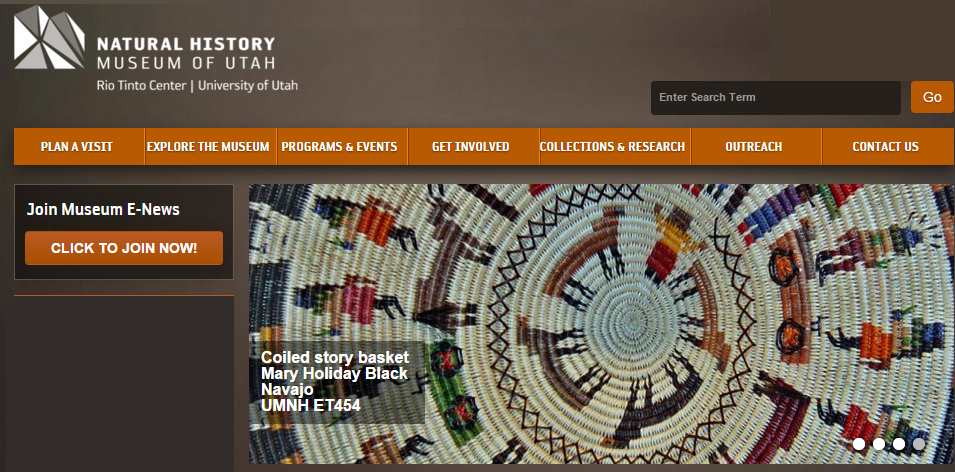 NATURAL HISTORY
MUSEUM OF UTAH
Rio Tinto Center | University of Utah
Enter Search Term
Go
PLAN A VISIT
EXPLORE THE MUSEUM
PROGRAMS & EVENTS
GET INVOLVED
COLLECTIONS & RESEARCH
OUTREACH
CONTACT US
Join Museum E-News
CLICK TO JOIN NOW!
Coiled story basket
Mary Holiday Black
Navajo
UMNH ET454